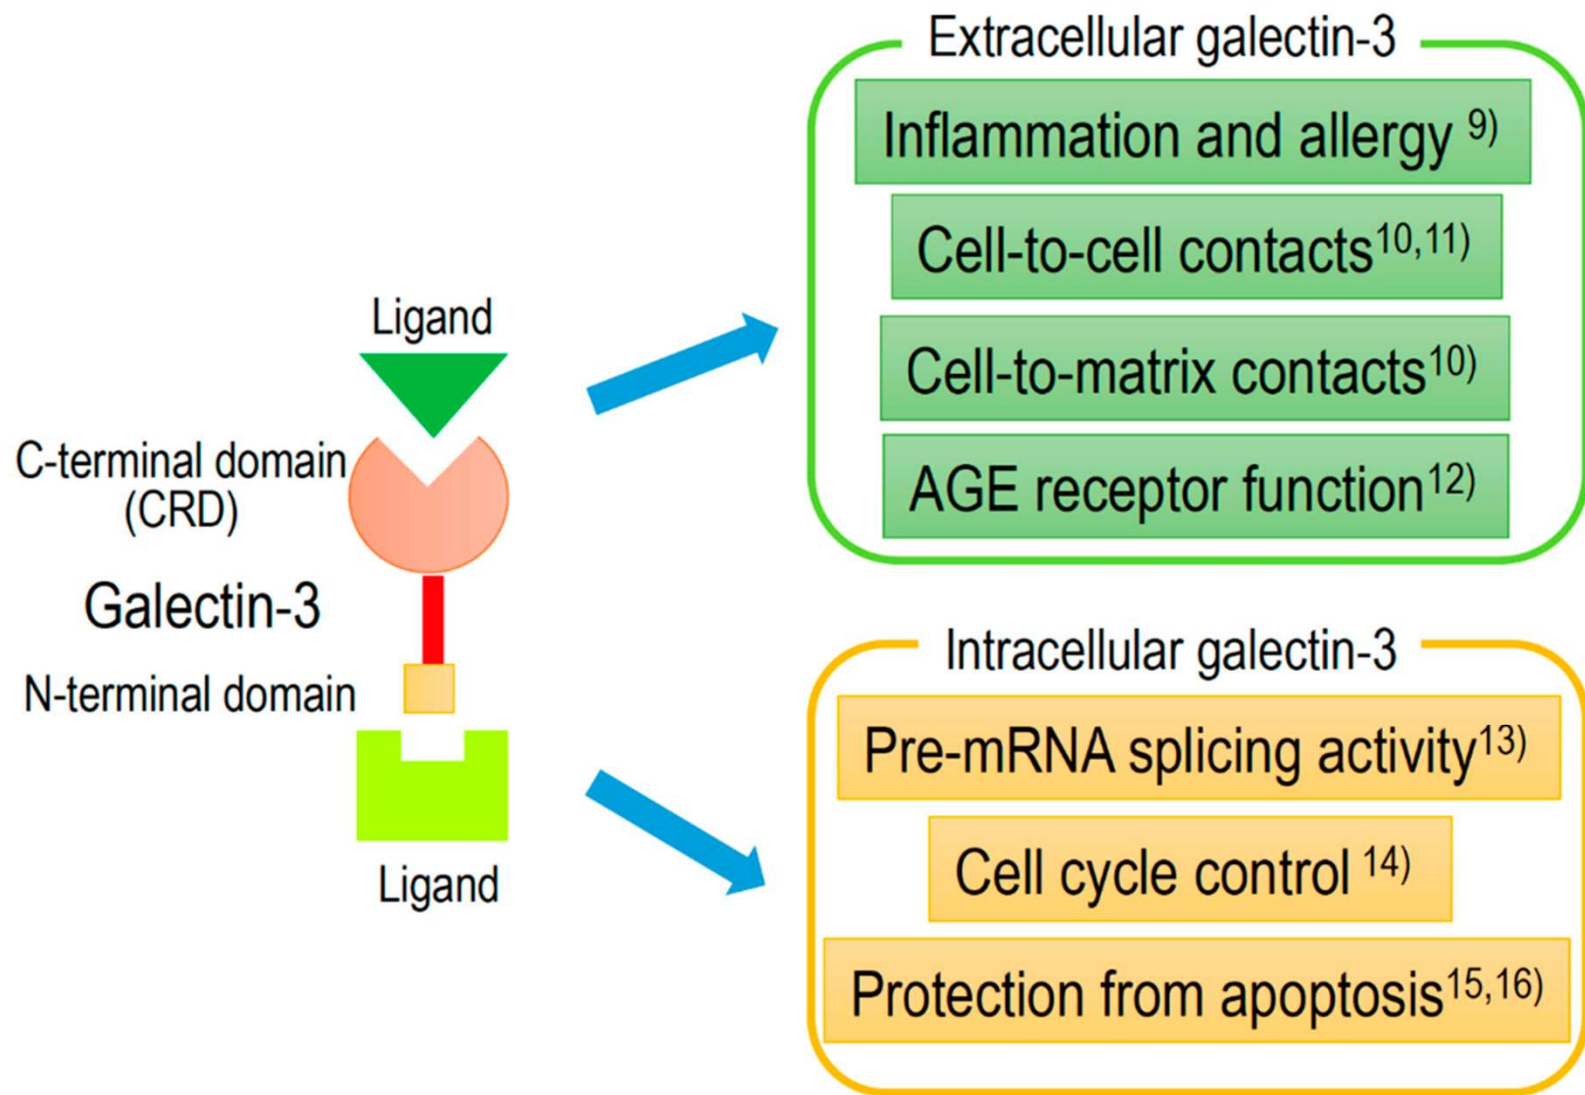 Extracellular galectin-3
Inflammation and allergy 9)
Cell-to-cell contacts10,11)
Cell-to-matrix contacts10)
AGE receptor function12)
Ligand
C-terminal domain
(CRD)
Galectin-3
N-terminal domain
Ligand
Intracellular galectin-3
Pre-mRNA splicing activity13)
Cell cycle control 14)
Protection from apoptosis15,16)